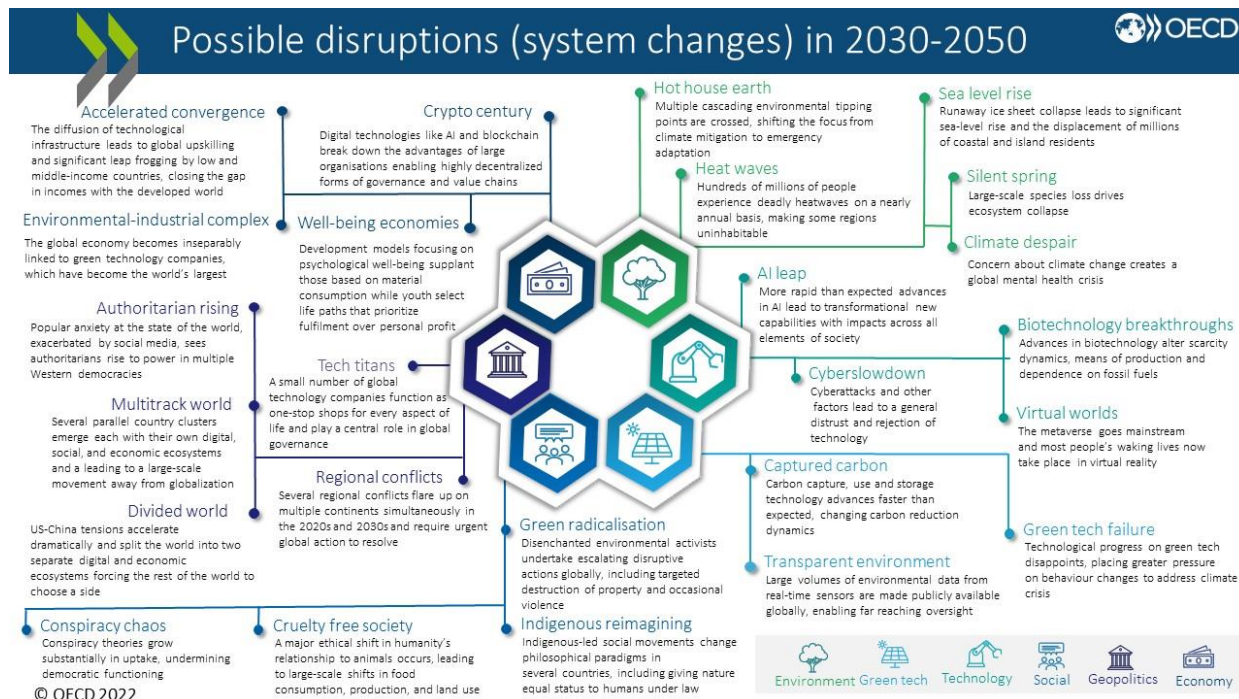 Possible disruptions (system changes) in 2030-2050
OECD
Accelerated convergence
The diffusion of technological
infrastructure leads to global upskilling
and significant leap frogging by low and
middle-income countries, closing the gap
in incomes with the developed world
Crypto century
Digital technologies like AI and blockchain
break down the advantages of large
organisations enabling highly decentralized
forms of governance and value chains
Environmental-industrial complex
The global economy becomes inseparably
linked to green technology companies,
which have become the world's largest
Well-being economies
Development models focusing on
psychological well-being supplant
those based on material
consumption while youth select
life paths that prioritize
fulfilment over personal profit
Hot house earth
Multiple cascading environmental tipping
points are crossed, shifting the focus from
climate mitigation to emergency
adaptation
Heat waves
Hundreds of millions of people
experience deadly heatwaves on a nearly
annual basis, making some regions
uninhabitable
Sea level rise
Runaway ice sheet collapse leads to significant
sea-level rise and the displacement of millions
of coastal and island residents
Silent spring
Large-scale species loss drives
ecosystem collapse
Climate despair
Concern about climate change creates a
global mental health crisis
Authoritarian rising
Popular anxiety at the state of the world,
exacerbated by social media, sees
authoritarians rise to power in multiple
Western democracies
Tech titans
A small number of global
technology companies function as
one-stop shops for every aspect of
life and play a central role in global
governance
Multitrack world
Several parallel country clusters
emerge each with their own digital,
social, and economic ecosystems
and a leading to a large-scale
movement away from globalization
Regional conflicts
Several regional conflicts flare up on
multiple continents simultaneously in
the 2020s and 2030s and require urgent
global action to resolve
Divided world
US-China tensions accelerate
dramatically and split the world into two
separate digital and economic
ecosystems forcing the rest of the world to
choose a side
AI leap
More rapid than expected advances
in AI lead to transformational new
capabilities with impacts across all
elements of society
Cyberslowdown
Cyberattacks and other
factors lead to a general
distrust and rejection of
technology
Biotechnology breakthroughs
Advances in biotechnology alter scarcity
dynamics, means of production and
dependence on fossil fuels
Virtual worlds
The metaverse goes mainstream
and most people's waking lives now
take place in virtual reality
Captured carbon
Carbon capture, use and storage
technology advances faster than
expected, changing carbon reduction
dynamics
Transparent environment
Large volumes of environmental data from
real-time sensors are made publicly available
globally, enabling far reaching oversight
Green tech failure
Technological progress on green tech
disappoints, placing greater pressure
on behaviour changes to address climate
crisis
Green radicalisation
Disenchanted environmental activists
undertake escalating disruptive
actions globally, including targeted
destruction of property and occasional
violence
Conspiracy chaos
Conspiracy theories grow
substantially in uptake, undermining
democratic functioning
Cruelty free society
A major ethical shift in humanity's
relationship to animals occurs, leading
to large-scale shifts in food
consumption, production, and land use
Indigenous reimagining
Indigenous-led social movements change
philosophical paradigms in
several countries, including giving nature
equal status to humans under law
Environment Green tech Technology Social Geopolitics Economy
© OECD 2022